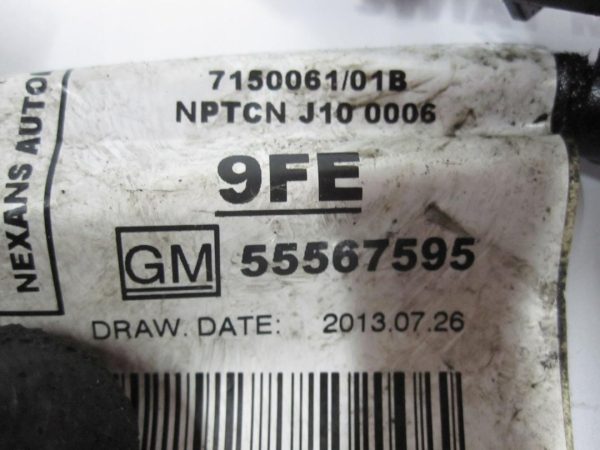 7150061/01B
NPTCN J10 0006
9FE
GM 55567595
DRAW. DATE: 2013.07.26
NEXANS AUTO